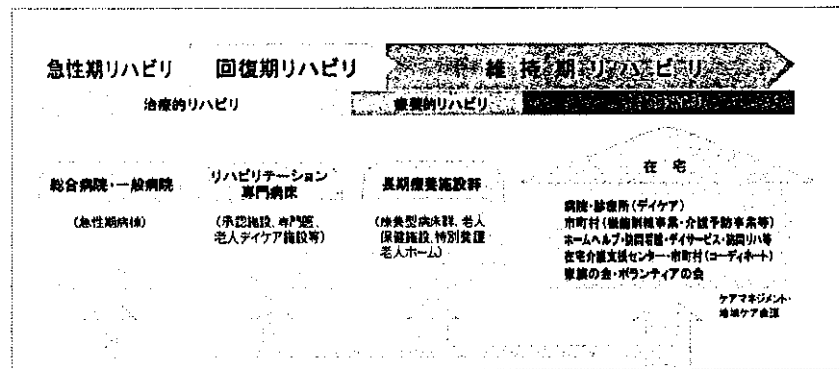 急性期リハビリ
回復期リハビリ
維持期リハビリ
治療的リハビリ
療養的リハビリ
総合病院・一般病院
(急性期病棟)
リハビリテーション
専門病床
(承認施設、専門医、
老人デイケア施設等)
長期療養施設群
(療養型病床群、老人
保健施設、特別養護
老人ホーム)
在宅
病院・診療所(デイケア)
市町村(機能訓練事業・介護予防事業等)
ホームヘルプ・訪問看護・デイサービス・訪問リハ等
在宅介護支援センター・市町村(コーディネート)
家族の会・ボランティアの会
ケアマネジメント・
地域ケア会議